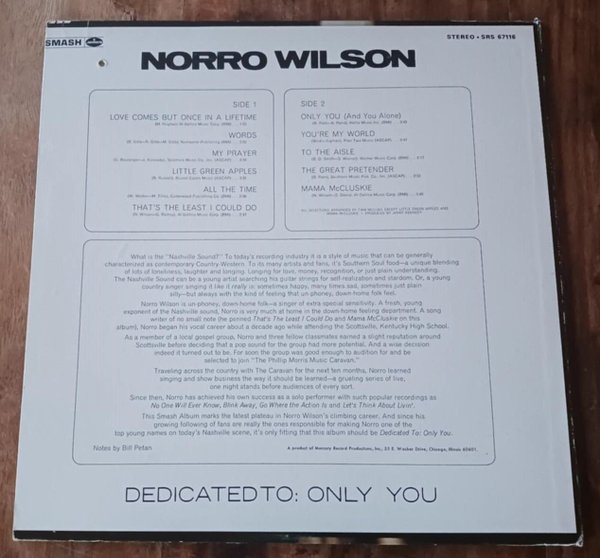 SMASH
STEREO • SRS 67116
NORRO WILSON
SIDE 1
LOVE COMES BUT ONCE IN A LIFETIME
WORDS
MY PRAYER
LITTLE GREEN APPLES
ALL THE TIME
THAT'S THE LEAST I COULD DO
SIDE 2
ONLY YOU (And You Alone)
YOU'RE MY WORLD
TO THE AISLE
THE GREAT PRETENDER
MAMA McCLUSKIE
What is the "Nashville Sound?" To today's recording industry it is a style of music that can be generally
characterized as contemporary Country-Western. To its many artists and fans, it's Southern Soul food—a unique blending
of lots of loneliness, laughter and longing. Longing for love, money, recognition, or just plain understanding.
The Nashville Sound can be a young artist searching his guitar strings for self-realization and stardom. Or, a young
country singer singing it like it really is: sometimes happy, many times sad, sometimes just plain
silly—but always with the kind of feeling that un-phoney, down-home folk feel.
Norro Wilson is un-phoney, down-home folk—a singer of extra special sensitivity. A fresh, young
exponent of the Nashville sound, Norro is very much at home in the down-home feeling department. A song
writer of no small note (he penned That's The Least I Could Do and Mama McCluskie on this
album), Norro began his vocal career about a decade ago while attending the Scottsville, Kentucky High School.
As a member of a local gospel group, Norro and three fellow classmates earned a slight reputation around
Scottsville before deciding that a pop sound for the group had more potential. And a wise decision
indeed it turned out to be. For soon the group was good enough to audition for and be
selected to join "The Phillip Morris Music Caravan."
Traveling across the country with The Caravan for the next ten months, Norro learned
singing and show business the way it should be learned—a grueling series of live,
one night stands before audiences of every sort.
Since then, Norro has achieved his own success as a solo performer with such popular recordings as
No One Will Ever Know, Blink Away, Go Where the Action Is and Let's Think About Livin'.
This Smash Album marks the latest plateau in Norro Wilson's climbing career. And since his
growing following of fans are really the ones responsible for making Norro one of the
top young names on today's Nashville scene, it's only fitting that this album should be Dedicated To: Only You.
Notes by Bill Petan
A product of Mercury Record Productions, Inc., 35 E. Wacker Drive, Chicago, Illinois 60601.
DEDICATED TO: ONLY YOU